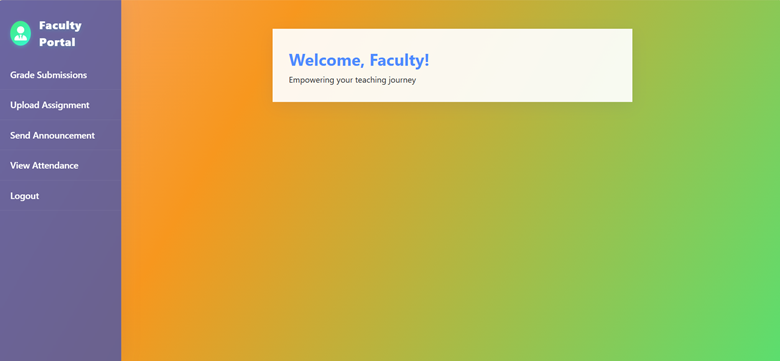 Faculty
Portal
Grade Submissions
Upload Assignment
Send Announcement
View Attendance
Logout
Welcome, Faculty!
Empowering your teaching journey